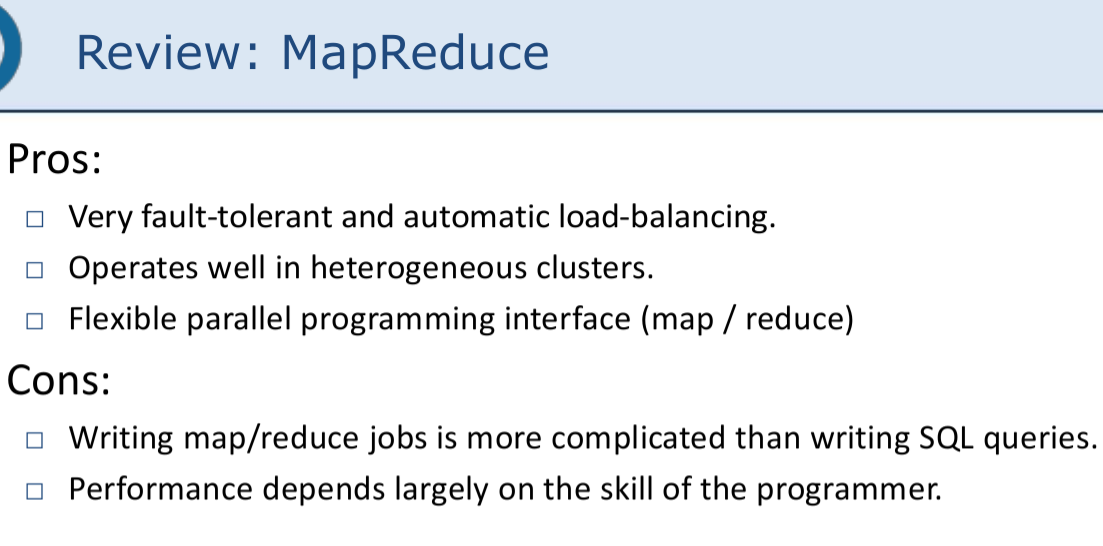 Review: MapReduce
Pros:
□ Very fault-tolerant and automatic load-balancing.
□ Operates well in heterogeneous clusters.
□ Flexible parallel programming interface (map / reduce)
Cons:
□ Writing map/reduce jobs is more complicated than writing SQL queries.
□ Performance depends largely on the skill of the programmer.